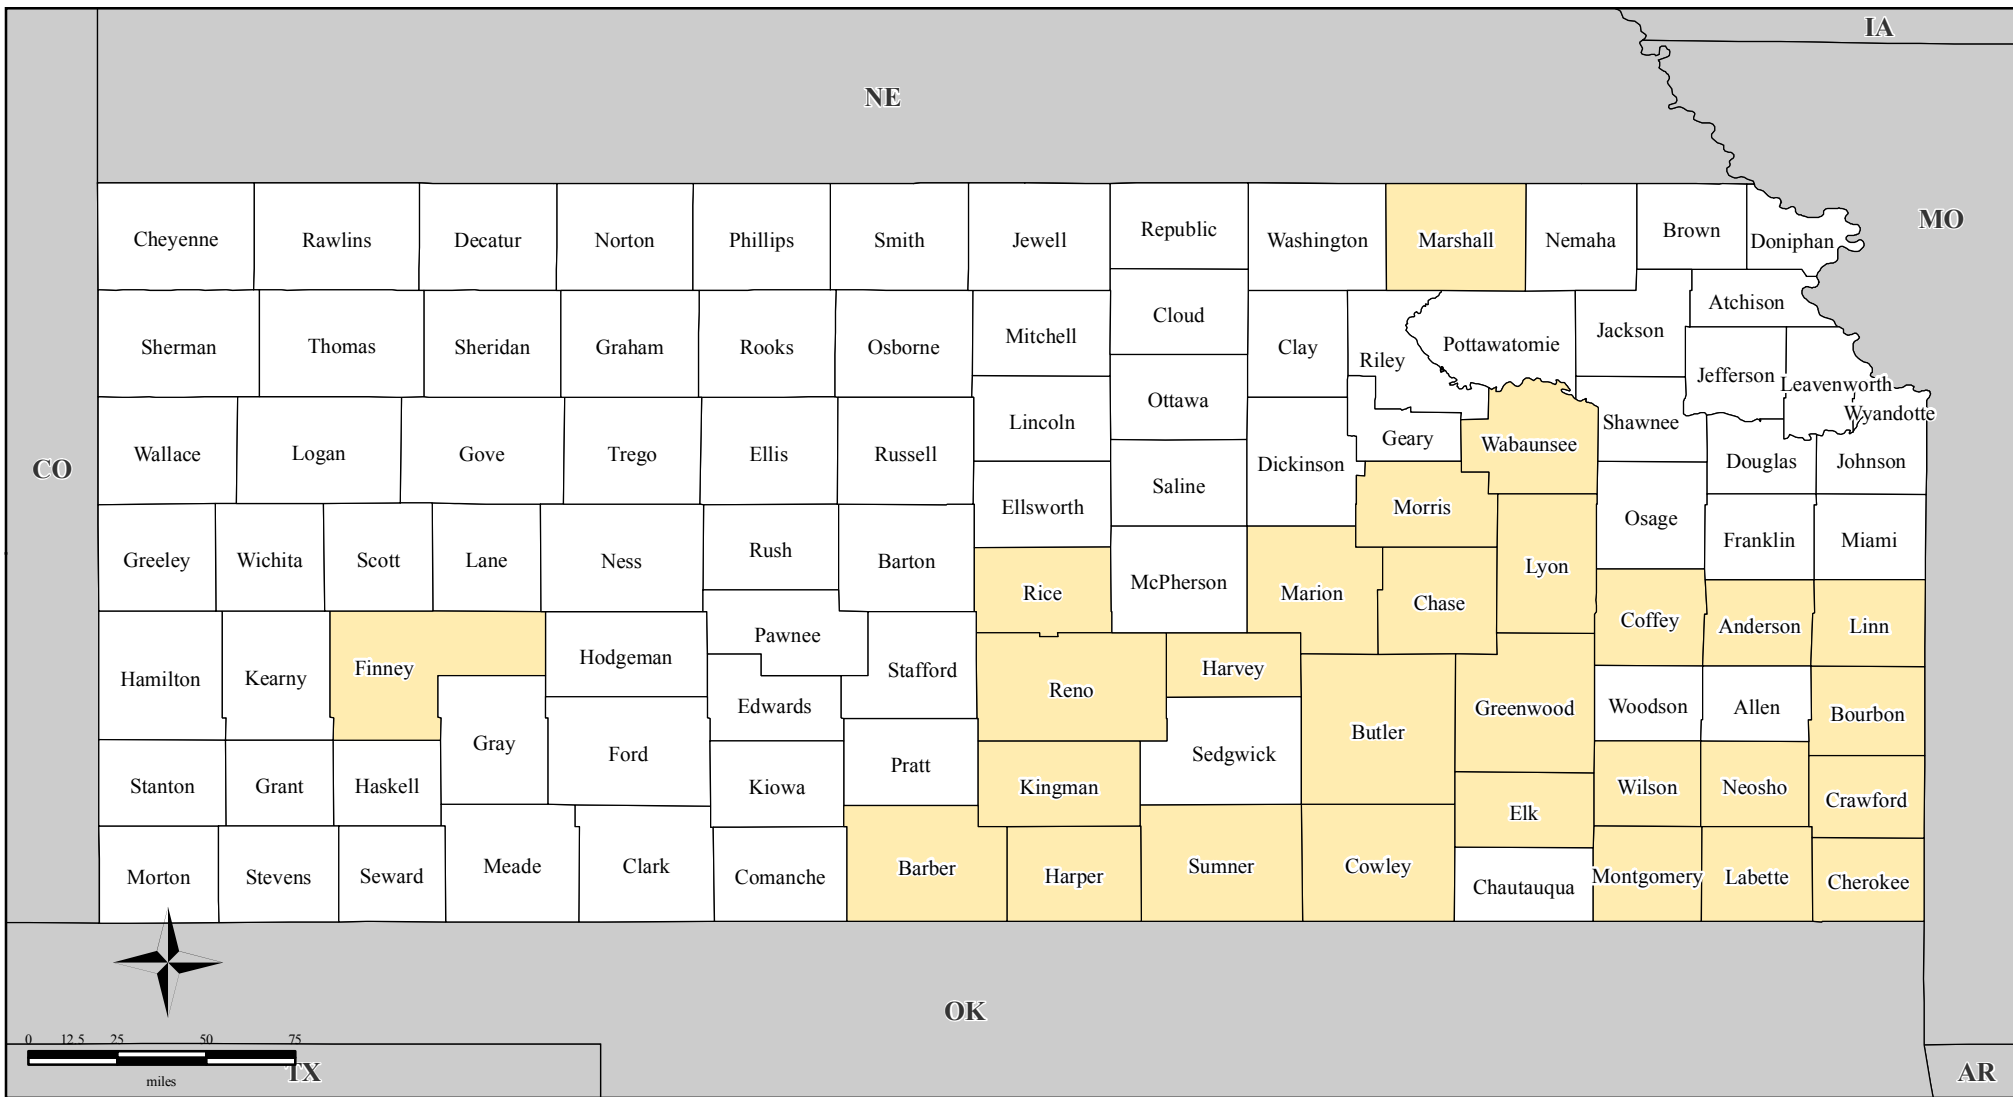 IA
NE
MO
Cheyenne
Rawlins
Decatur
Norton
Phillips
Smith
Jewell
Republic
Washington
Marshall
Nemaha
Brown
Doniphan
Sherman
Thomas
Sheridan
Graham
Rooks
Osborne
Mitchell
Cloud
Clay
Riley
Pottawatomie
Jackson
Atchison
Jefferson
Leavenworth
Wyandotte
CO
Wallace
Logan
Gove
Trego
Ellis
Russell
Lincoln
Ottawa
Dickinson
Geary
Wabaunsee
Shawnee
Douglas
Johnson
Ellsworth
Saline
Morris
Osage
Franklin
Miami
Greeley
Wichita
Scott
Lane
Ness
Rush
Barton
Rice
McPherson
Marion
Chase
Lyon
Coffey
Anderson
Linn
Hamilton
Kearny
Finney
Hodgeman
Pawnee
Stafford
Edwards
Reno
Harvey
Butler
Greenwood
Woodson
Allen
Bourbon
Gray
Ford
Stanton
Grant
Haskell
Kiowa
Pratt
Kingman
Sedgwick
Elk
Wilson
Neosho
Crawford
Morton
Stevens
Seward
Meade
Clark
Comanche
Barber
Harper
Sumner
Cowley
Chautauqua
Montgomery
Labette
Cherokee
OK
0 12.5 25 50 75
miles
TX
AR